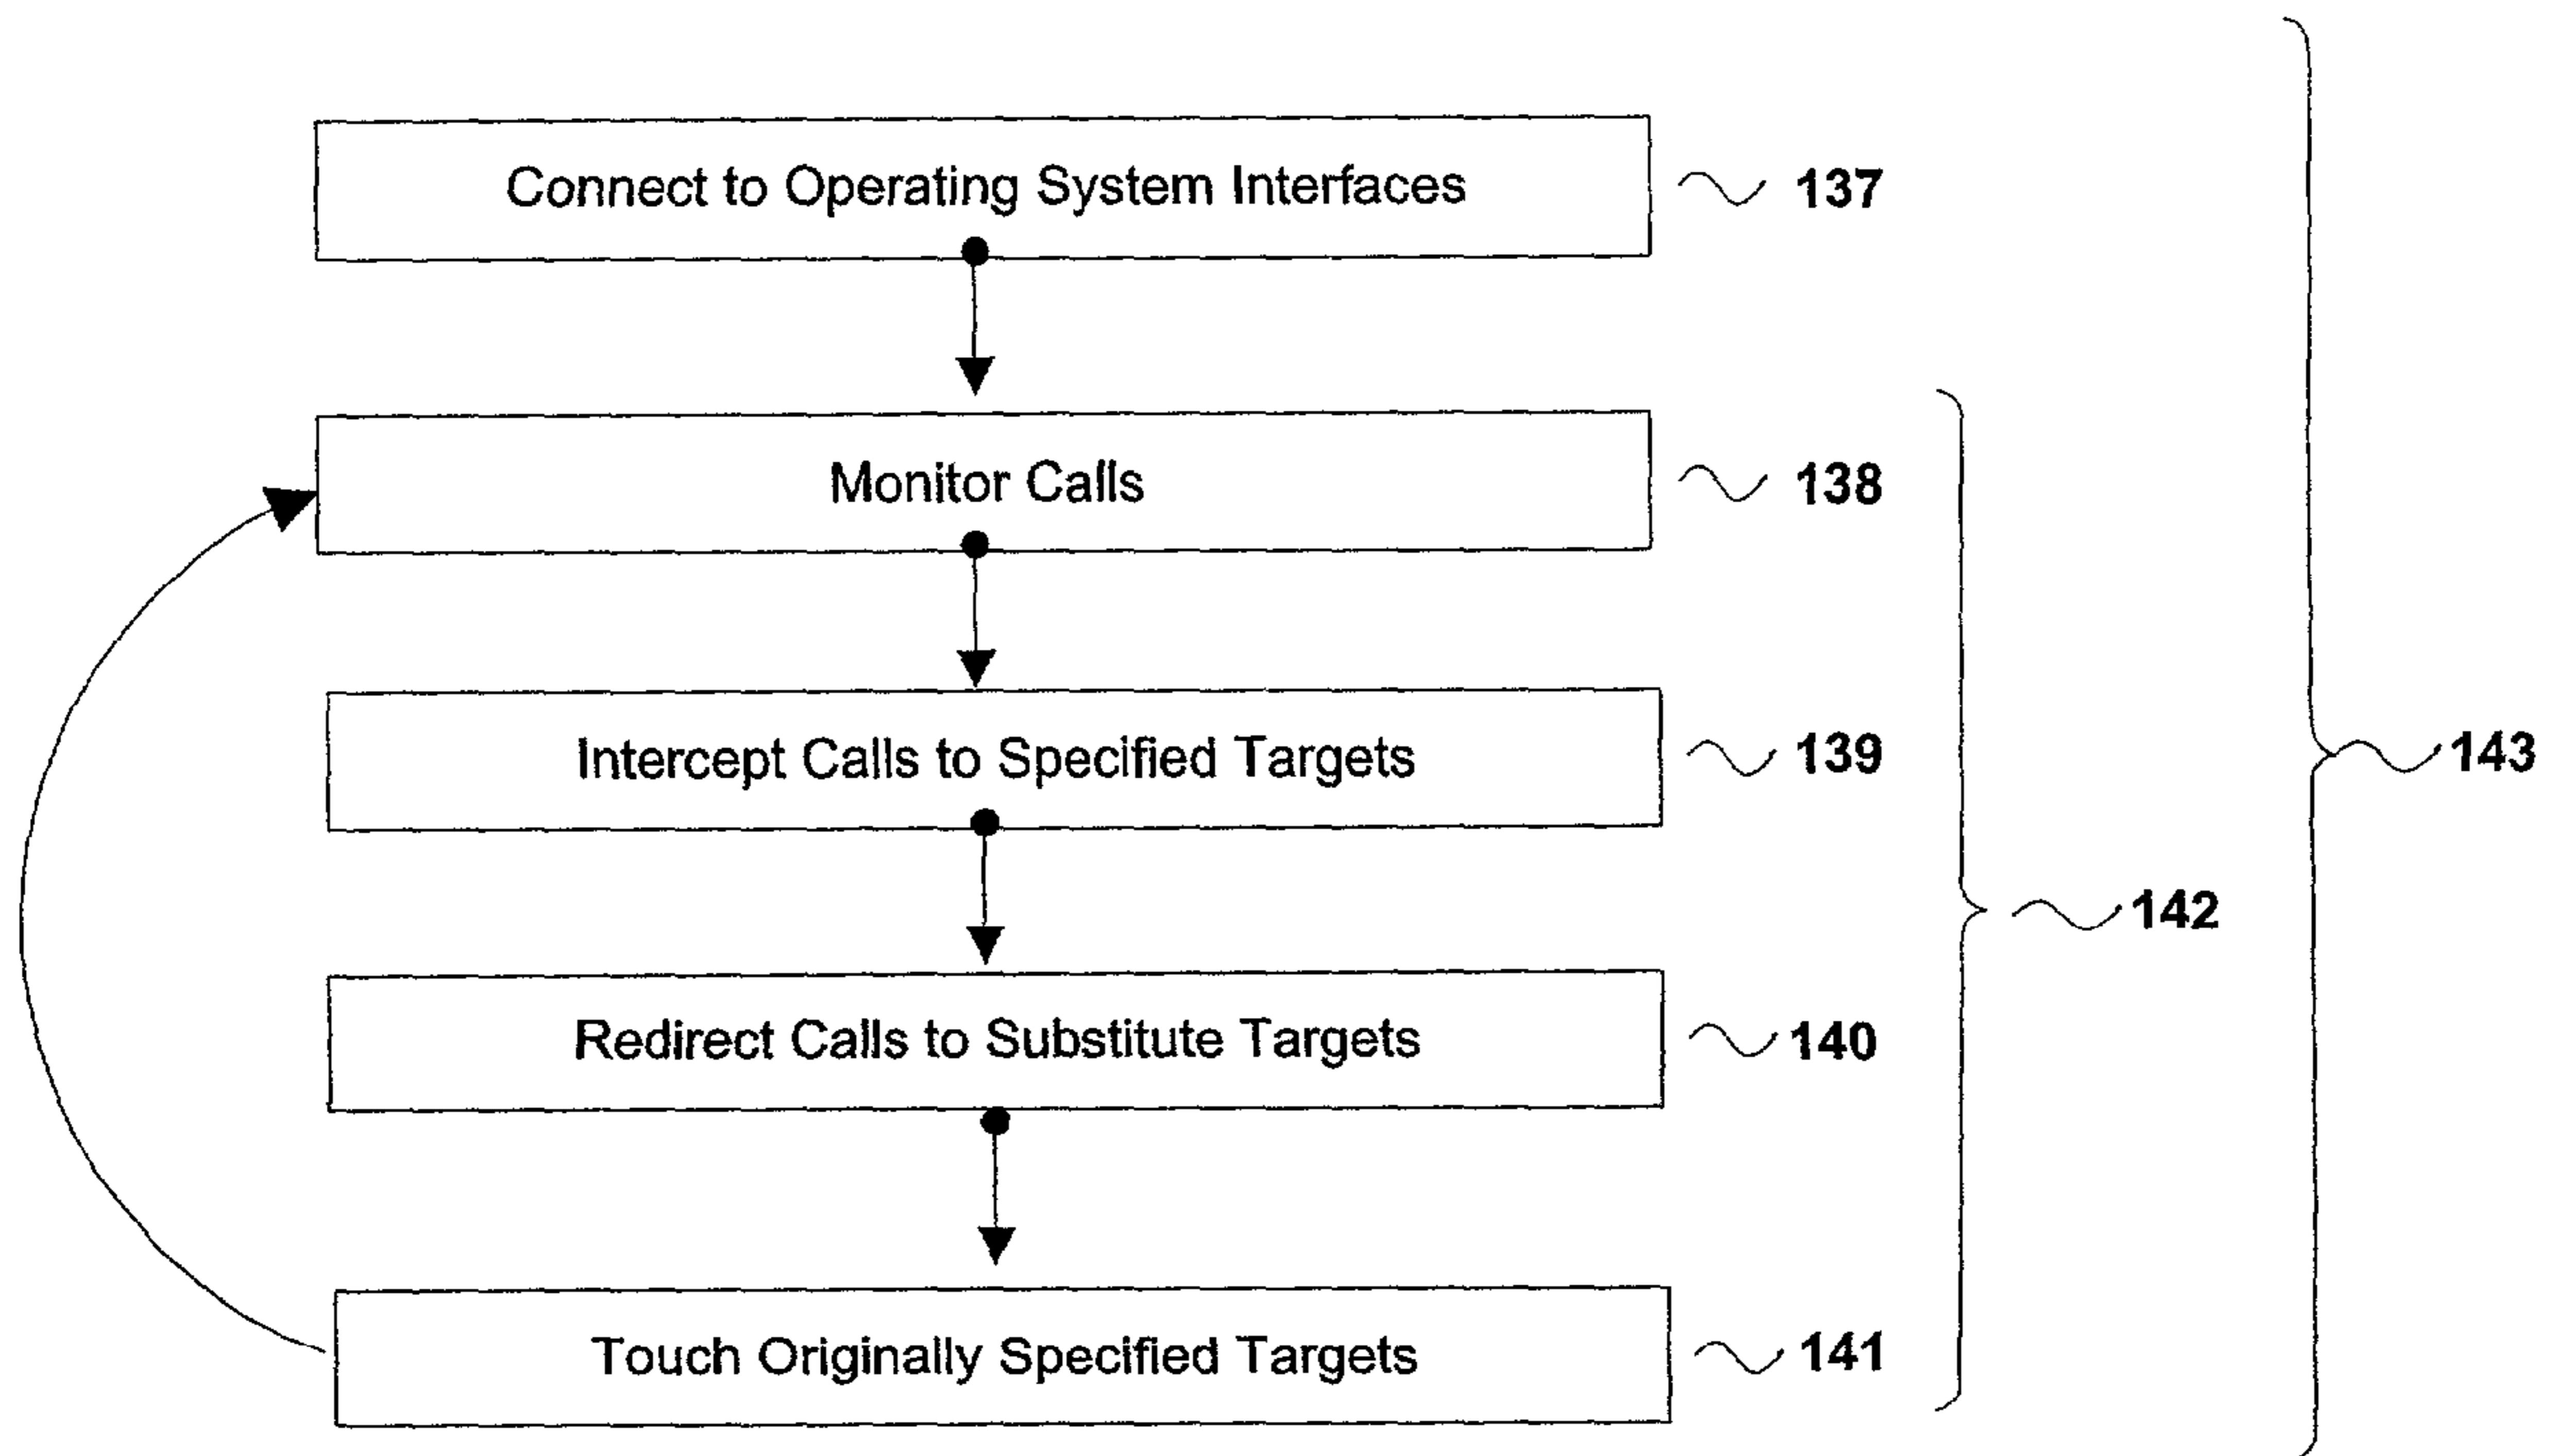 Connect to Operating System Interfaces 137
Monitor Calls 138
Intercept Calls to Specified Targets 139
143
142
Redirect Calls to Substitute Targets 140
Touch Originally Specified Targets 141